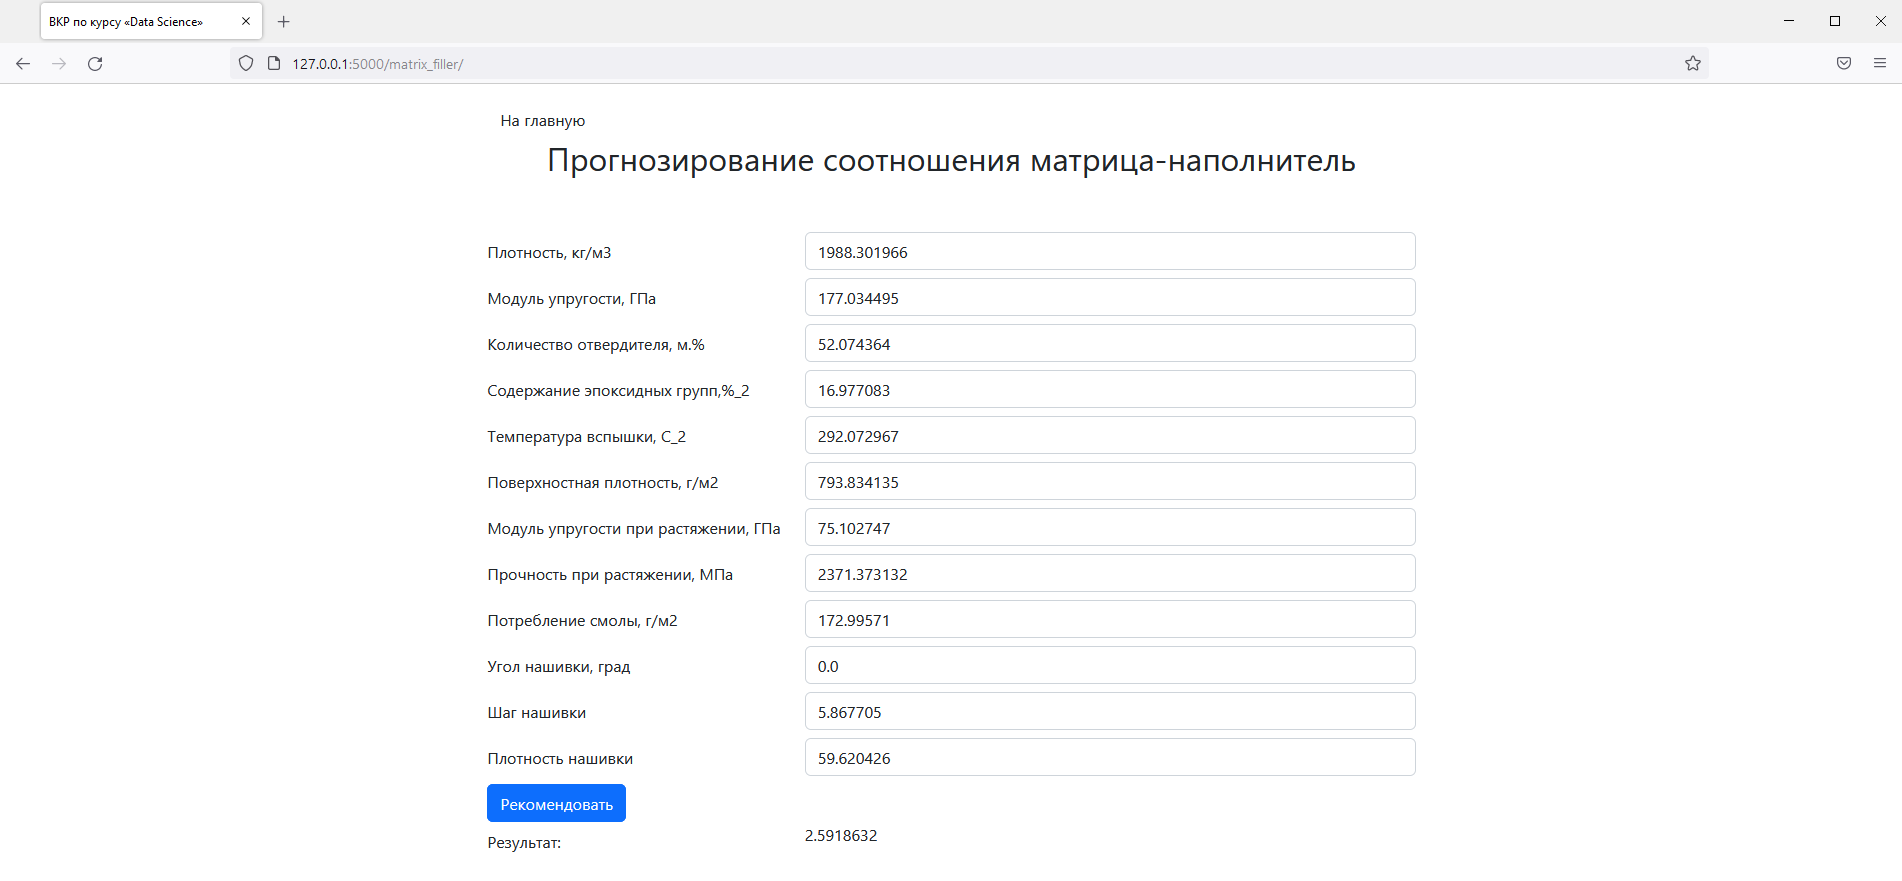 ВКР по курсу «Data Science»
127.0.0.1:5000/matrix_filler/
На главную
Прогнозирование соотношения матрица-наполнитель
Плотность, кг/м3 1988.301966
Модуль упругости, ГПа 177.034495
Количество отвердителя, м.% 52.074364
Содержание эпоксидных групп,%_2 16.977083
Температура вспышки, С_2 292.072967
Поверхностная плотность, г/м2 793.834135
Модуль упругости при растяжении, ГПа 75.102747
Прочность при растяжении, МПа 2371.373132
Потребление смолы, г/м2 172.99571
Угол нашивки, град 0.0
Шаг нашивки 5.867705
Плотность нашивки 59.620426
Рекомендовать
Результат: 2.5918632